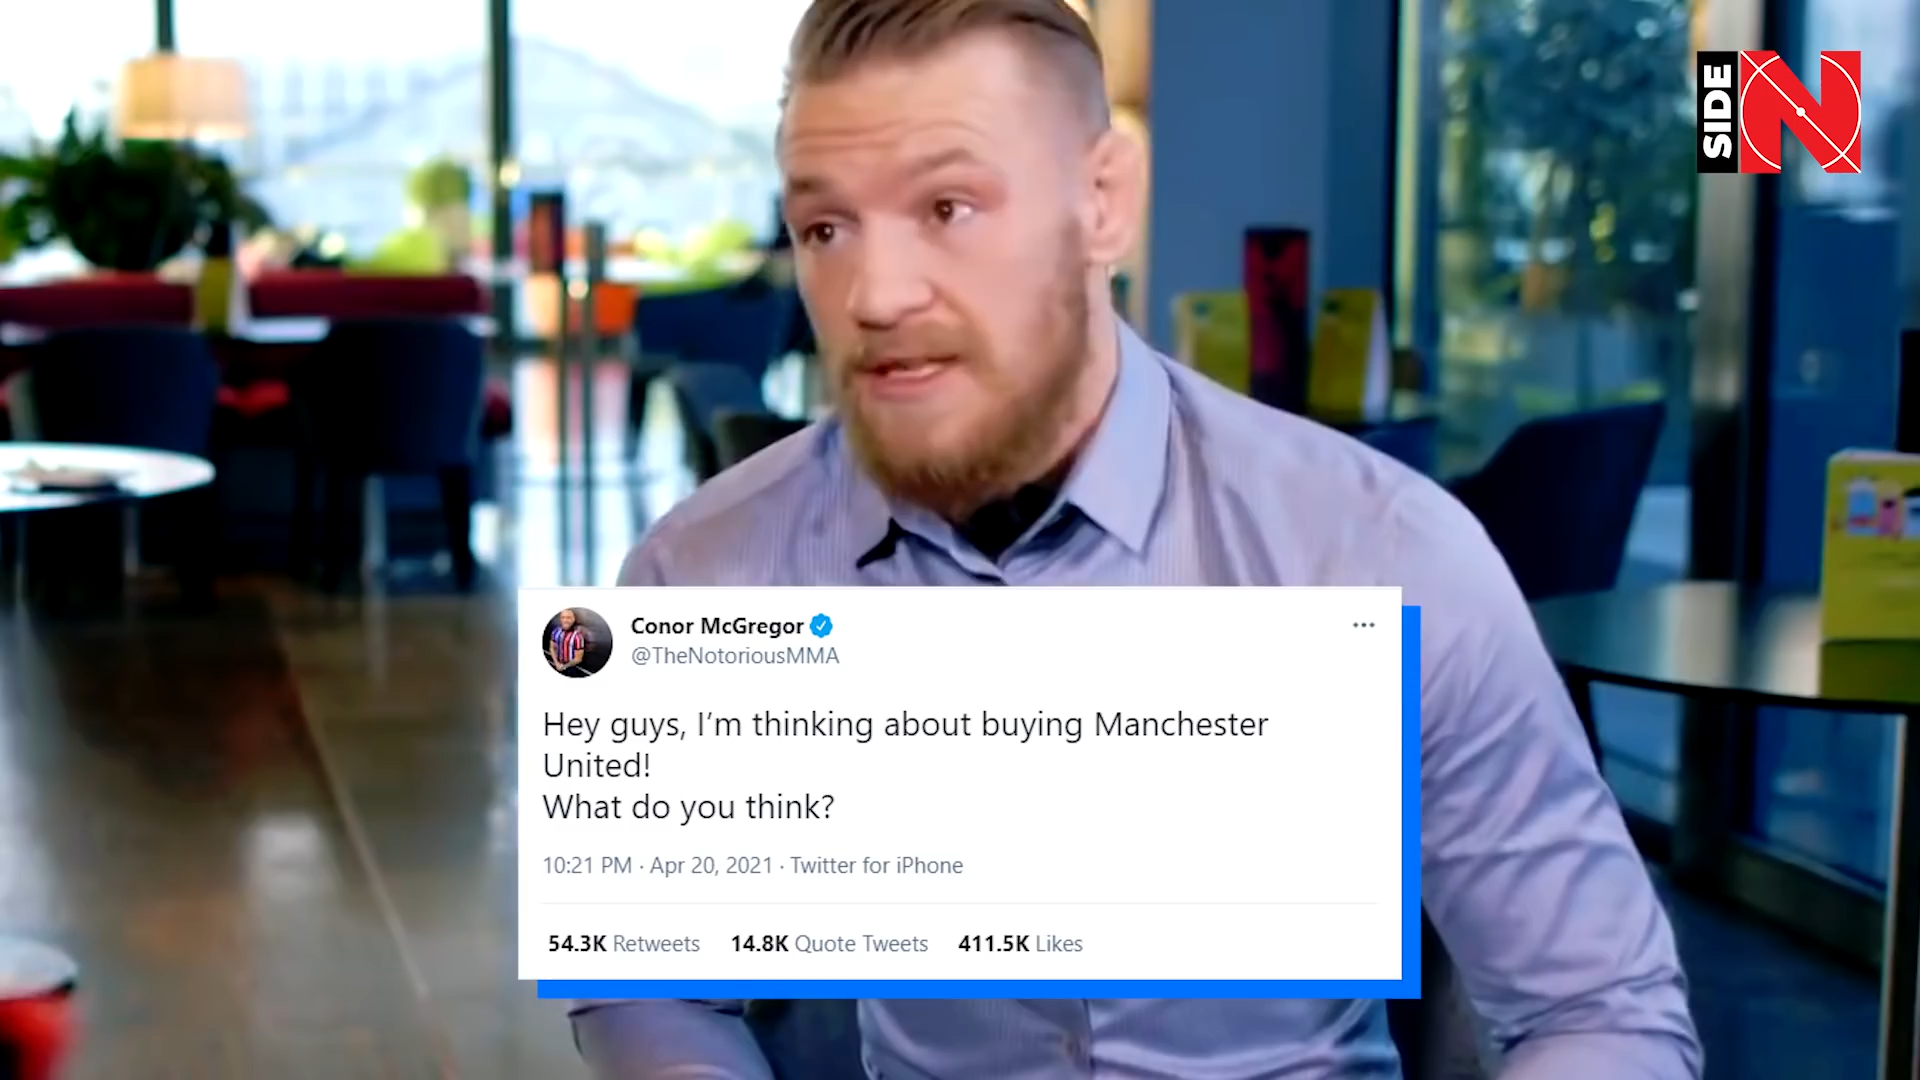 SIDE N
Conor McGregor
@TheNotoriousMMA
Hey guys, I'm thinking about buying Manchester
United!
What do you think?
10:21 PM · Apr 20, 2021 · Twitter for iPhone
54.3K Retweets 14.8K Quote Tweets 411.5K Likes